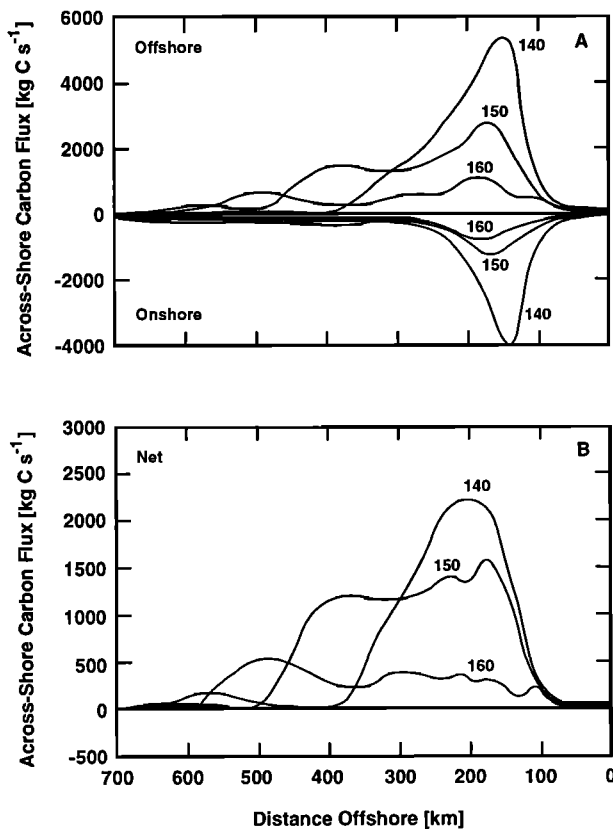 6000
4000
2000
0
-2000
-4000
Across-Shore Carbon Flux [kg C s⁻¹]
Offshore
A
140
150
160
160
150
140
Onshore
3000
2500
2000
1500
1000
500
0
-500
Across-Shore Carbon Flux [kg C s⁻¹]
Net
B
140
150
160
700 600 500 400 300 200 100 0
Distance Offshore [km]